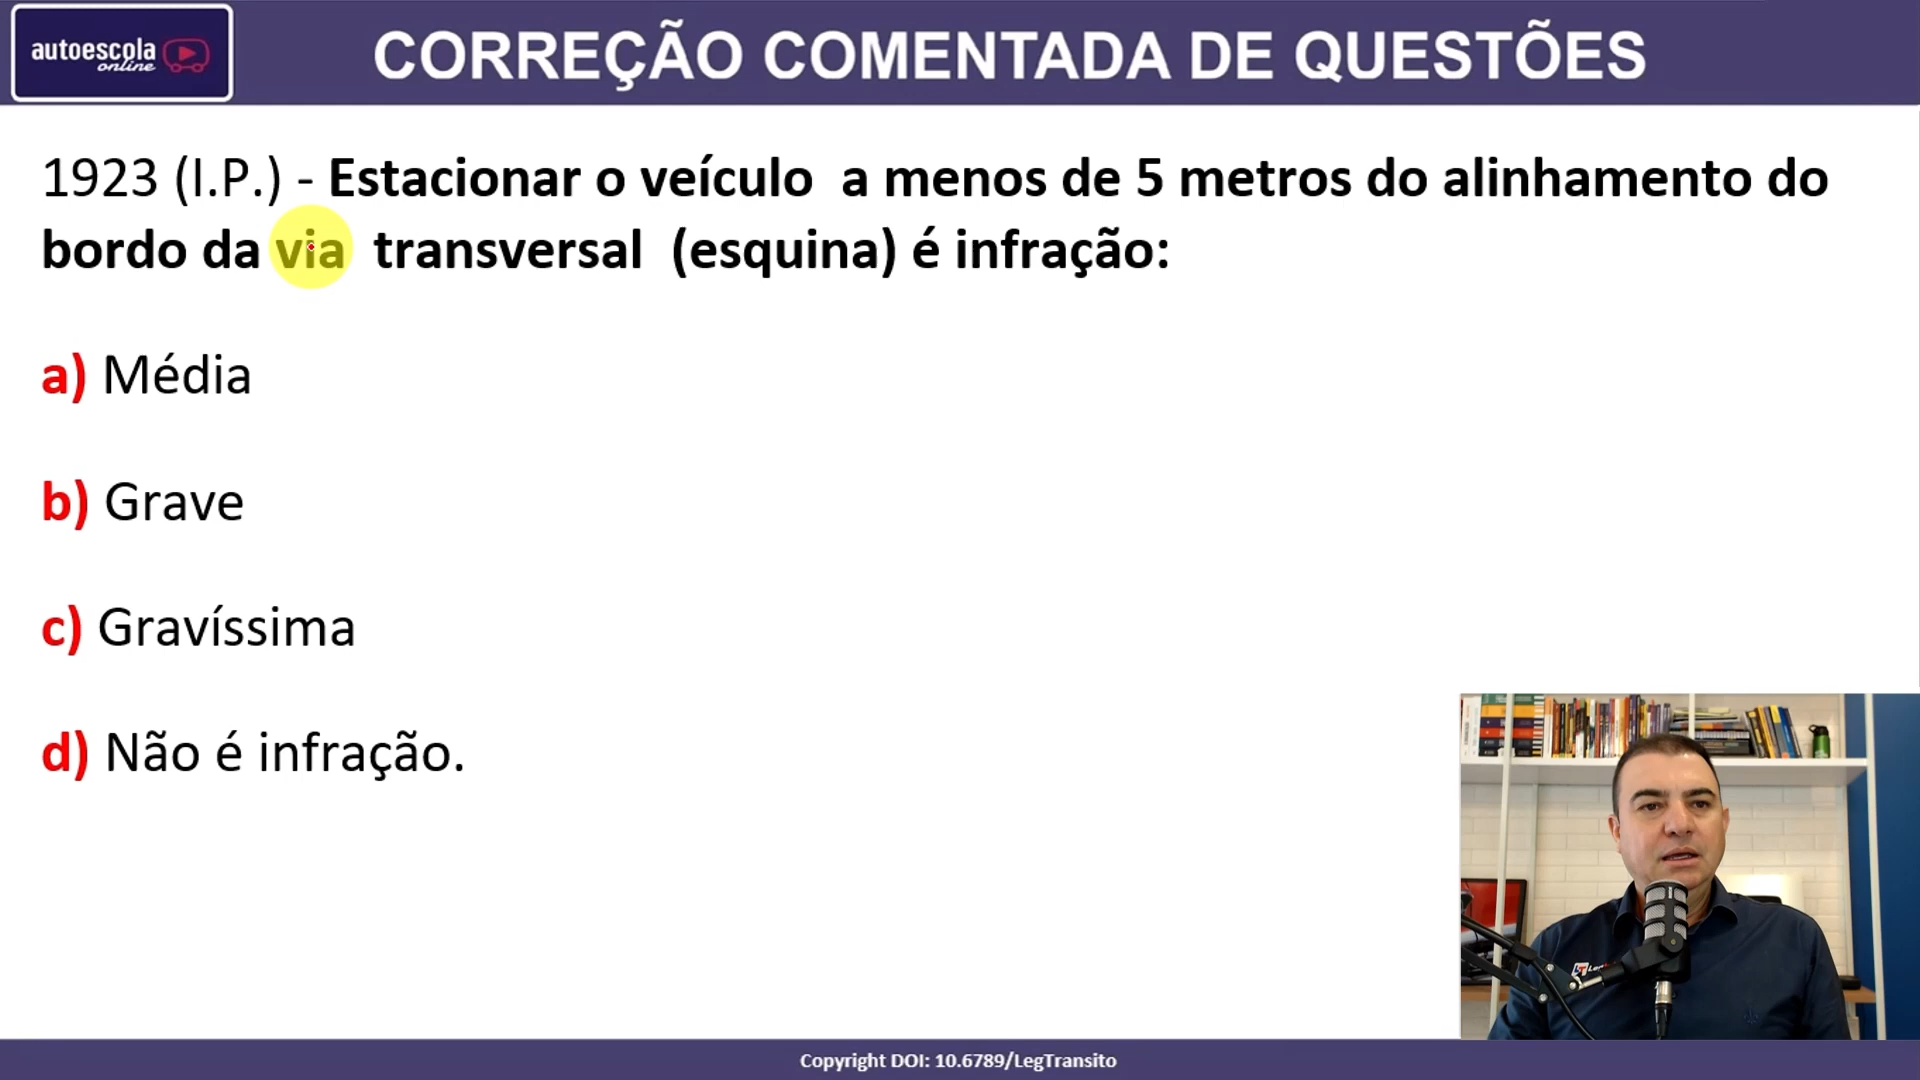 autoescola
online
CORREÇÃO COMENTADA DE QUESTÕES
1923 (I.P.) - Estacionar o veículo a menos de 5 metros do alinhamento do
bordo da via transversal (esquina) é infração:
a) Média
b) Grave
c) Gravíssima
d) Não é infração.
Copyright DOI: 10.6789/LegTransito